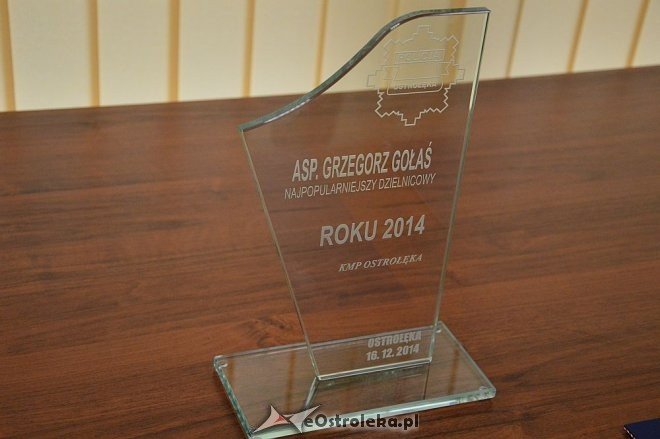 POLICJA
OSTROŁĘKA
ASP. GRZEGORZ GOŁAŚ
NAJPOPULARNIEJSZY DZIELNICOWY
ROKU 2014
KMP OSTROŁĘKA
OSTROŁĘKA
16. 12. 2014
eOstroleka.pl